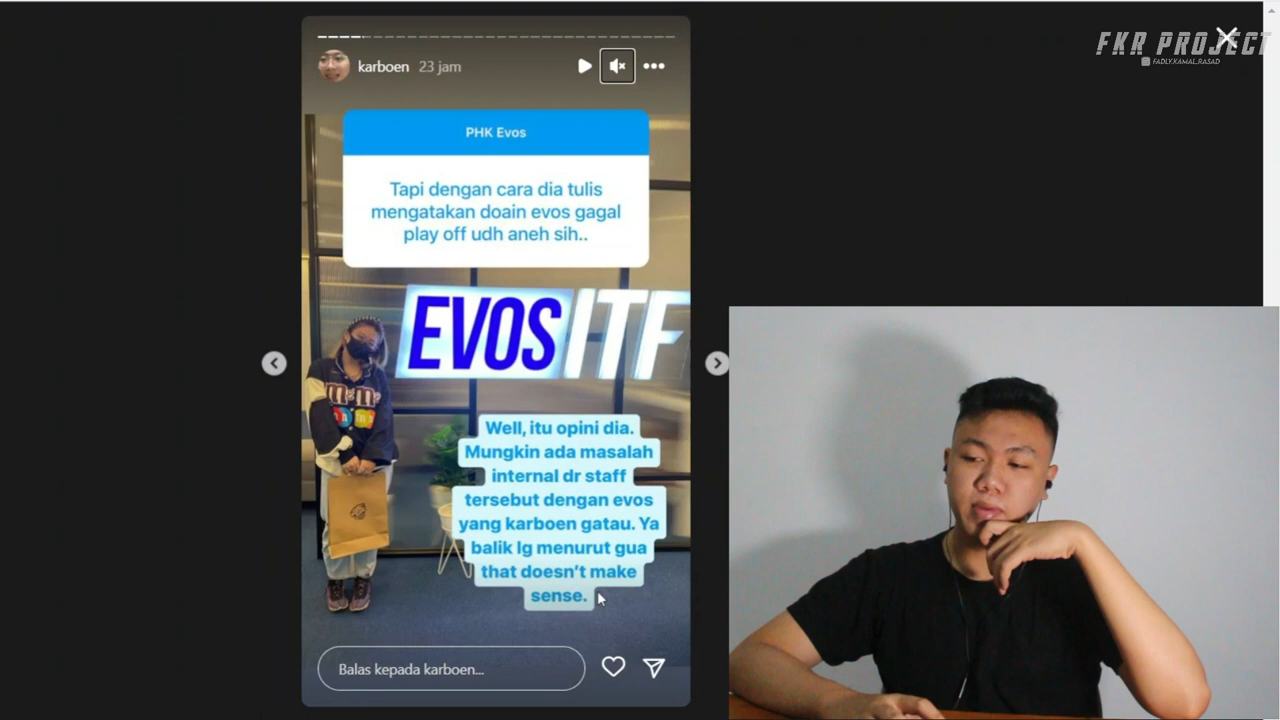 FKR PROJECT
FADLY.KAMAL.RASAD
karboen 23 jam
PHK Evos
Tapi dengan cara dia tulis
mengatakan doain evos gagal
play off udh aneh sih..
EVOS ITF
Well, itu opini dia.
Mungkin ada masalah
internal dr staff
tersebut dengan evos
yang karboen gatau. Ya
balik lg menurut gua
that doesn't make
sense.
Balas kepada karboen...